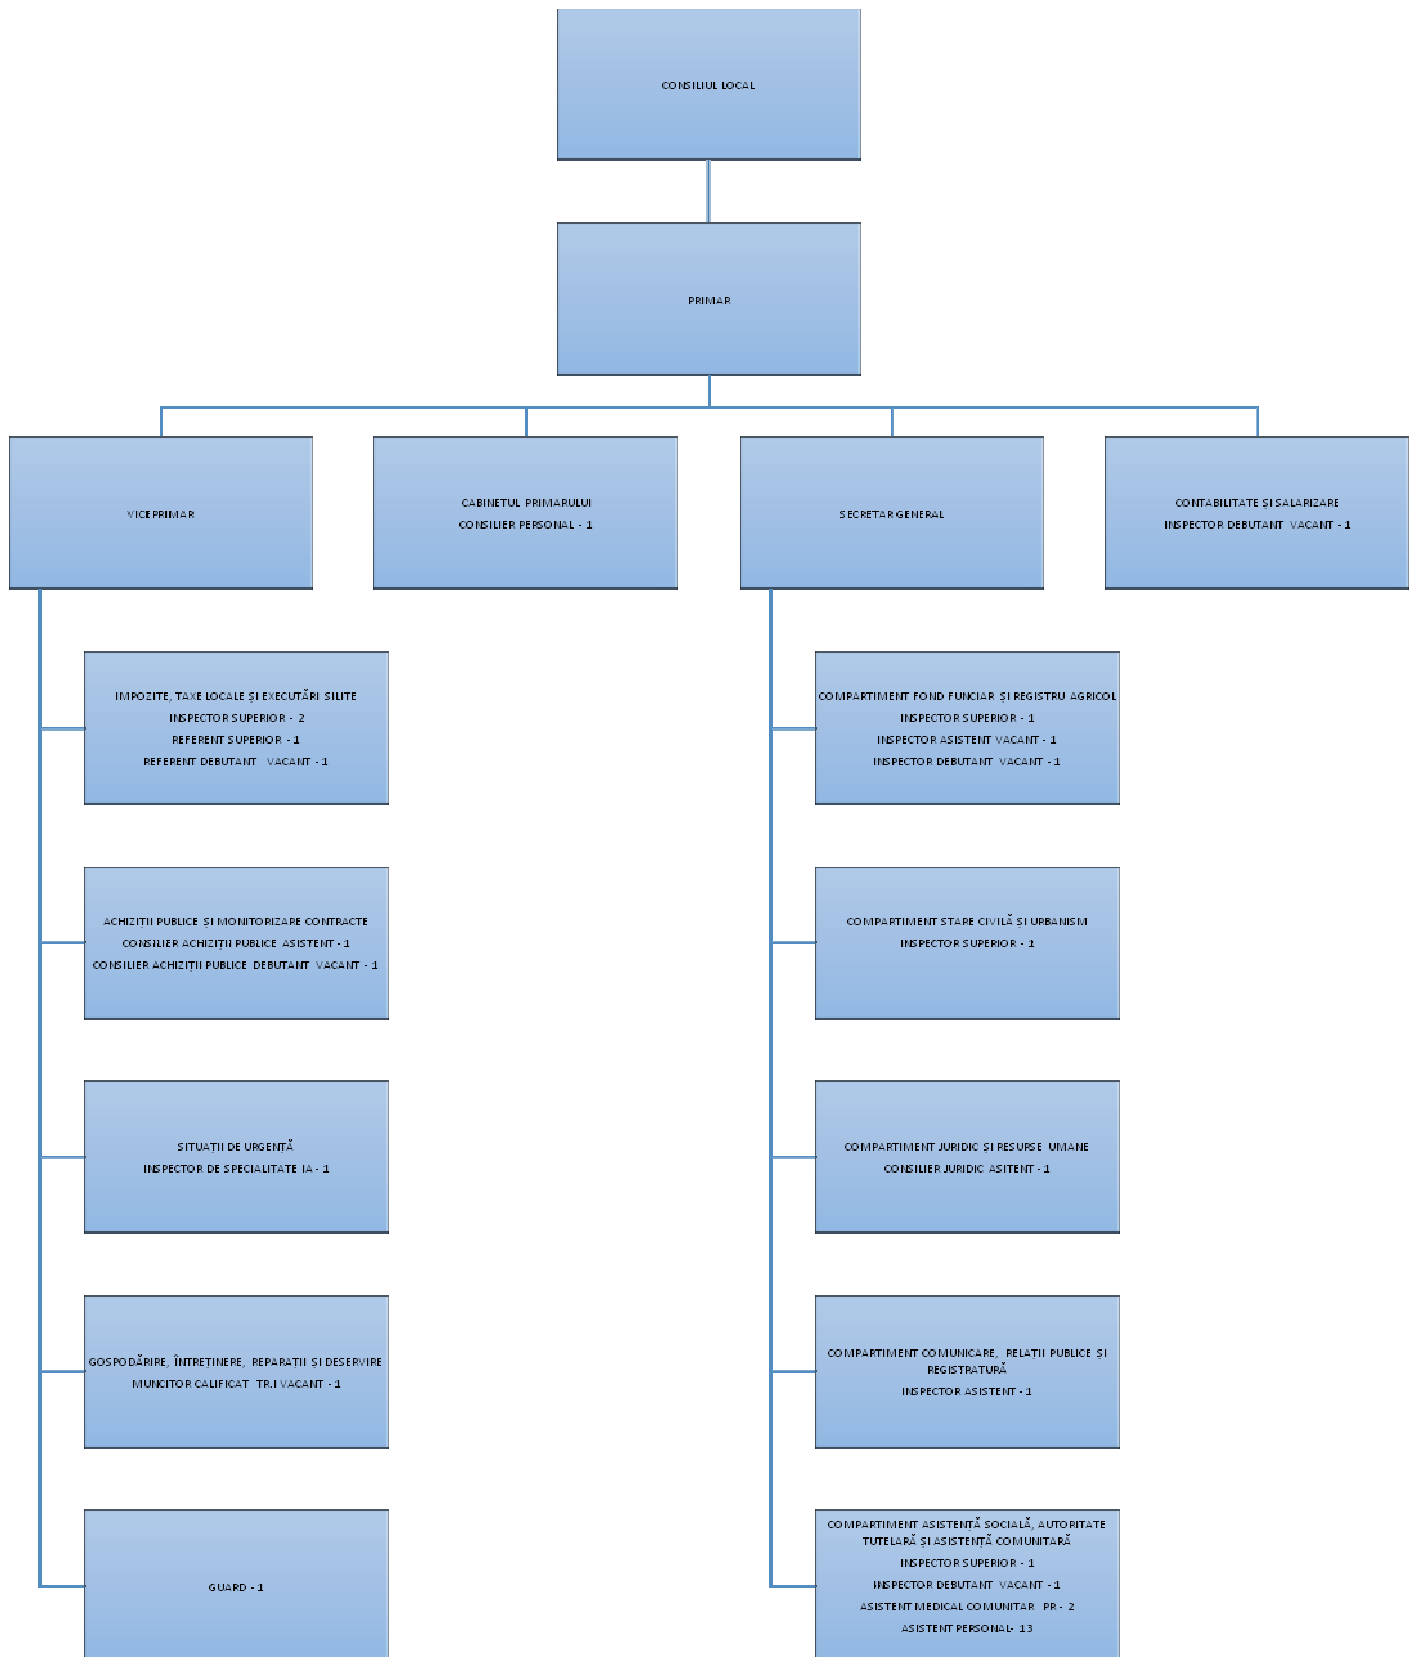 CONSILIUL LOCAL
PRIMAR
VICEPRIMAR
CABINETUL PRIMARULUI
CONSILIER PERSONAL - 1
SECRETAR GENERAL
CONTABILITATE ȘI SALARIZARE
INSPECTOR DEBUTANT VACANT - 1
IMPOZITE, TAXE LOCALE ȘI EXECUTĂRI SILITE
INSPECTOR SUPERIOR - 2
REFERENT SUPERIOR - 1
REFERENT DEBUTANT VACANT - 1
ACHIZIȚII PUBLICE ȘI MONITORIZARE CONTRACTE
CONSILIER ACHIZIȚII PUBLICE ASISTENT - 1
CONSILIER ACHIZIȚII PUBLICE DEBUTANT VACANT - 1
SITUAȚII DE URGENȚĂ
INSPECTOR DE SPECIALITATE IA - 1
GOSPODĂRIRE, ÎNTREȚINERE, REPARAȚII ȘI DESERVIRE
MUNCITOR CALIFICAT TR.I VACANT - 1
GUARD - 1
COMPARTIMENT FOND FUNCIAR ȘI REGISTRU AGRICOL
INSPECTOR SUPERIOR - 1
INSPECTOR ASISTENT VACANT - 1
INSPECTOR DEBUTANT VACANT - 1
COMPARTIMENT STARE CIVILĂ ȘI URBANISM
INSPECTOR SUPERIOR - 1
COMPARTIMENT JURIDIC ȘI RESURSE UMANE
CONSILIER JURIDIC ASITENT - 1
COMPARTIMENT COMUNICARE, RELAȚII PUBLICE ȘI
REGISTRATURĂ
INSPECTOR ASISTENT - 1
COMPARTIMENT ASISTENȚĂ SOCIALĂ, AUTORITATE
TUTELARĂ ȘI ASISTENȚĂ COMUNITARĂ
INSPECTOR SUPERIOR - 1
INSPECTOR DEBUTANT VACANT - 1
ASISTENT MEDICAL COMUNITAR PR - 2
ASISTENT PERSONAL- 13